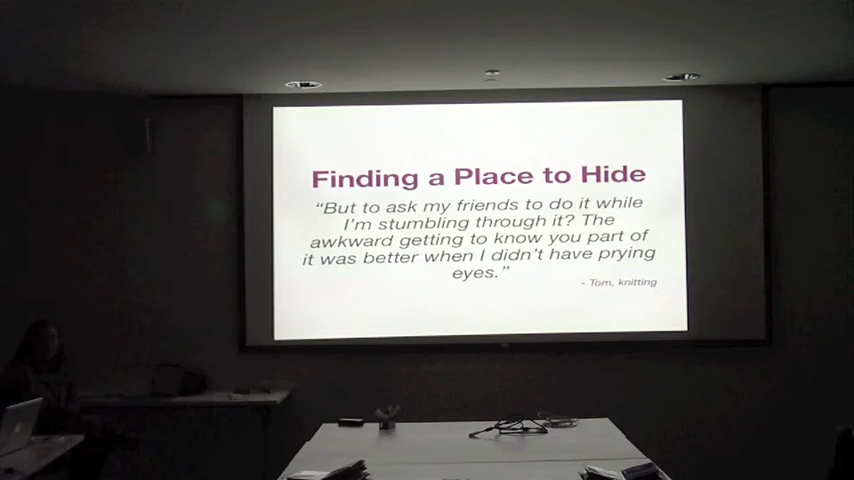 Finding a Place to Hide
“But to ask my friends to do it while
I’m stumbling through it? The
awkward getting to know you part of
it was better when I didn’t have prying
eyes.”
- Tom, knitting